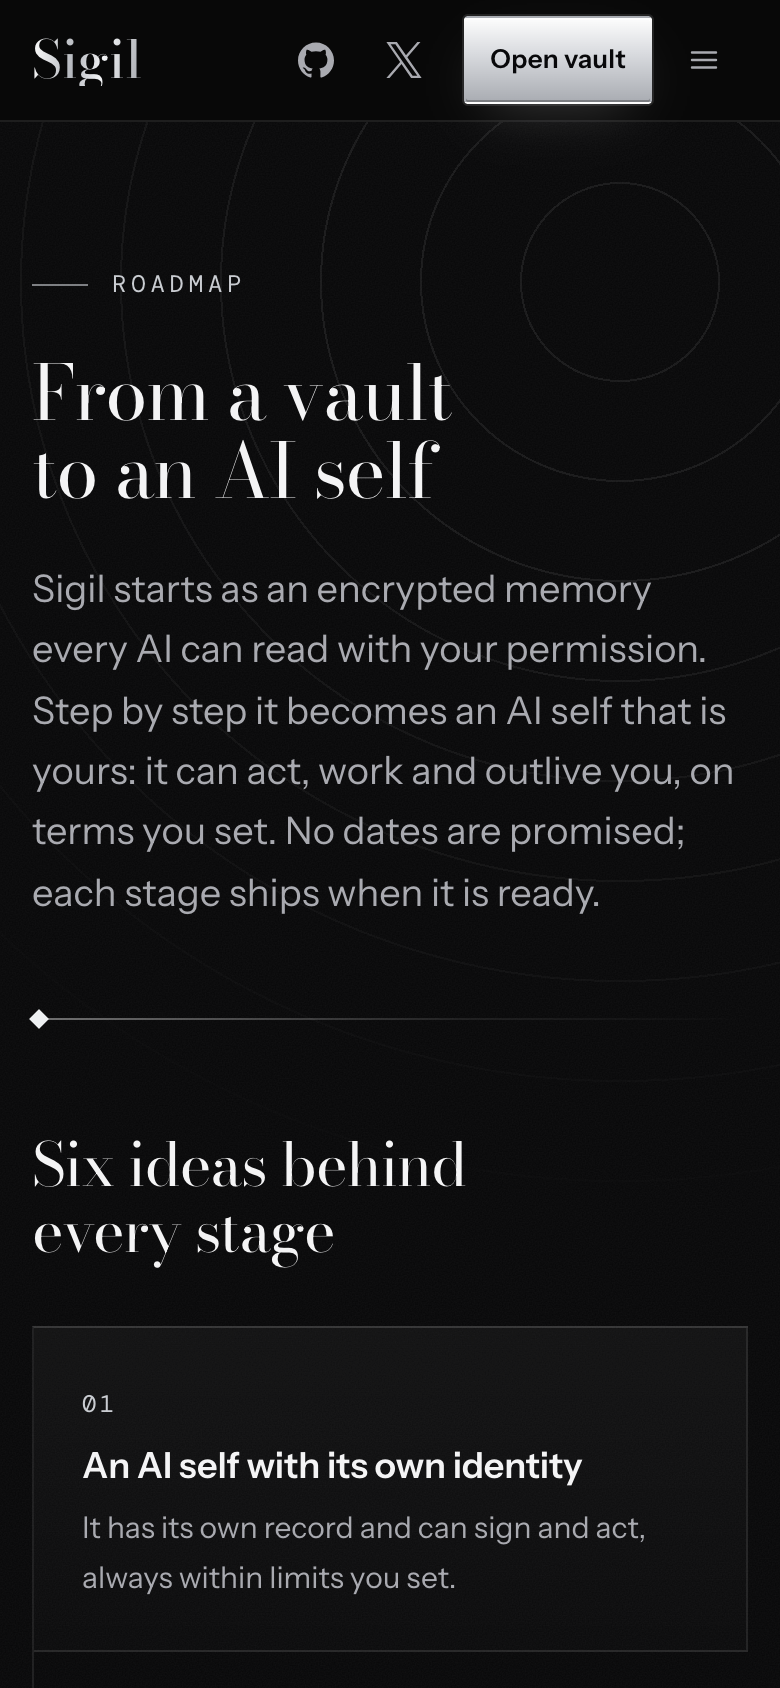 Sigil
Open vault
ROADMAP
From a vault
to an AI self
Sigil starts as an encrypted memory
every AI can read with your permission.
Step by step it becomes an AI self that is
yours: it can act, work and outlive you, on
terms you set. No dates are promised;
each stage ships when it is ready.
Six ideas behind
every stage
01
An AI self with its own identity
It has its own record and can sign and act,
always within limits you set.